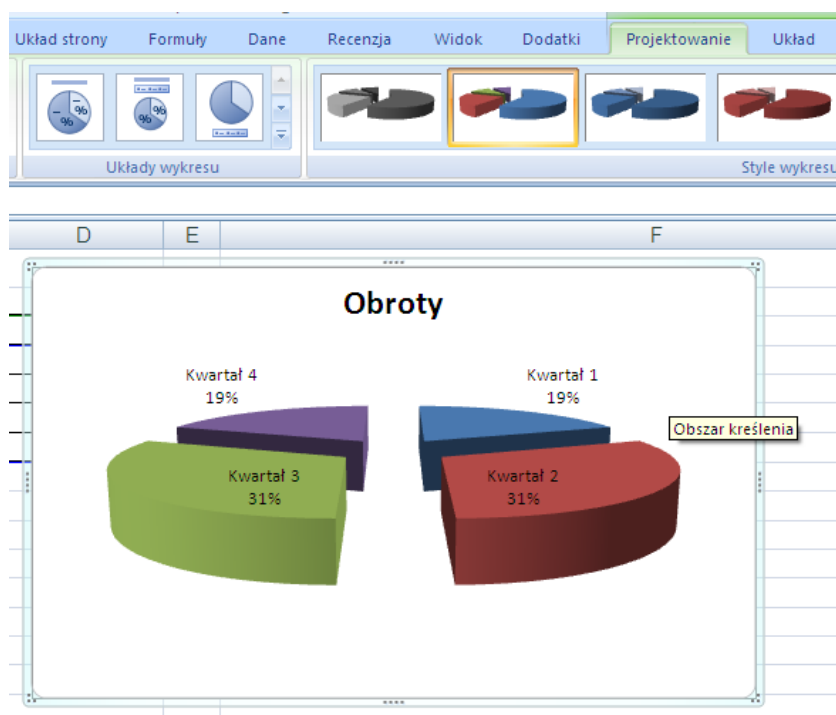 Układ strony Formuły Dane Recenzja Widok Dodatki Projektowanie Układ
% %
%
Układy wykresu Style wykresu
D E F
Obroty
Kwartał 4
19%
Kwartał 1
19%
Obszar kreślenia
Kwartał 3
31%
Kwartał 2
31%